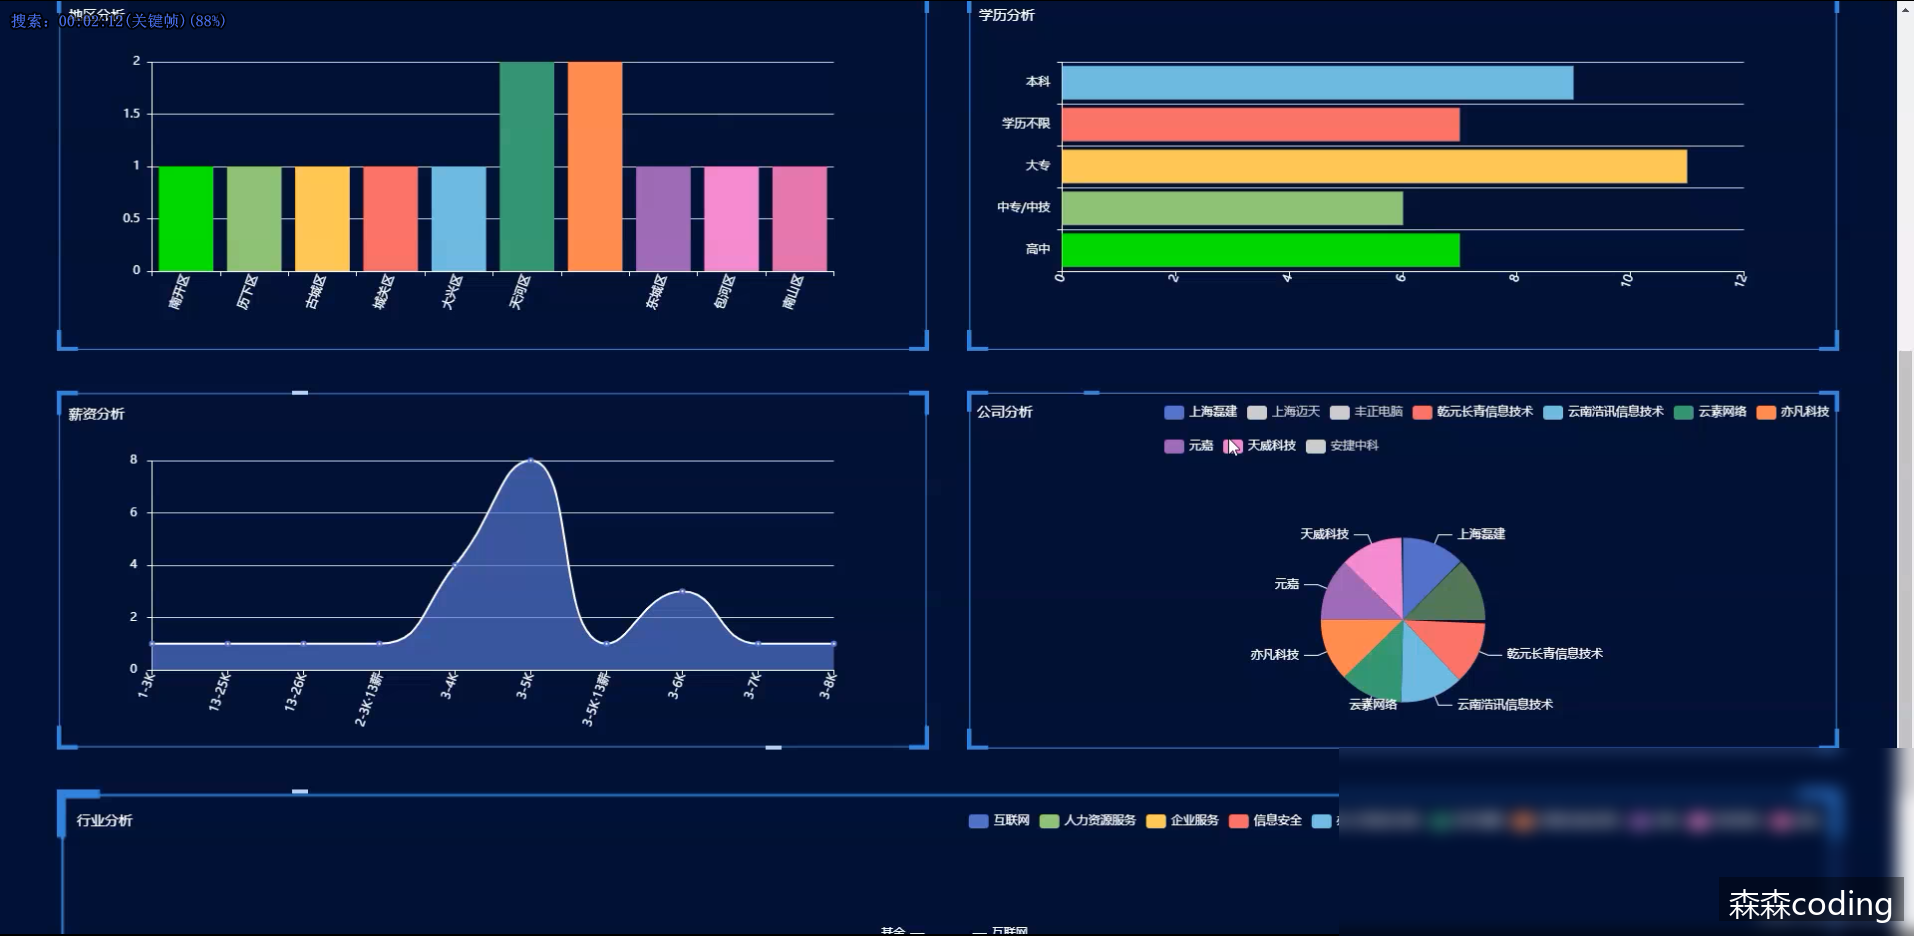 地区分析
搜索: 00:02:12(关键帧)(88%)
2
1.5
1
0.5
0
南开区
历下区
古城区
城关区
大兴区
天河区
东城区
包河区
南山区
学历分析
本科
学历不限
大专
中专/中技
高中
0
2
4
6
8
10
12
薪资分析
8
6
4
2
0
1-3K
13-25K
13-26K
2-3K·13薪
3-4K
3-5K
3-5K·13薪
3-6K
3-7K
3-8K
公司分析
上海磊建 上海迈天 丰正电脑 乾元长青信息技术 云南浩讯信息技术 云素网络 亦凡科技
元嘉 天威科技 安捷中科
天威科技 上海磊建
元嘉
亦凡科技 乾元长青信息技术
云素网络 云南浩讯信息技术
行业分析
互联网 人力资源服务 企业服务 信息安全
基金 互联网
森森coding